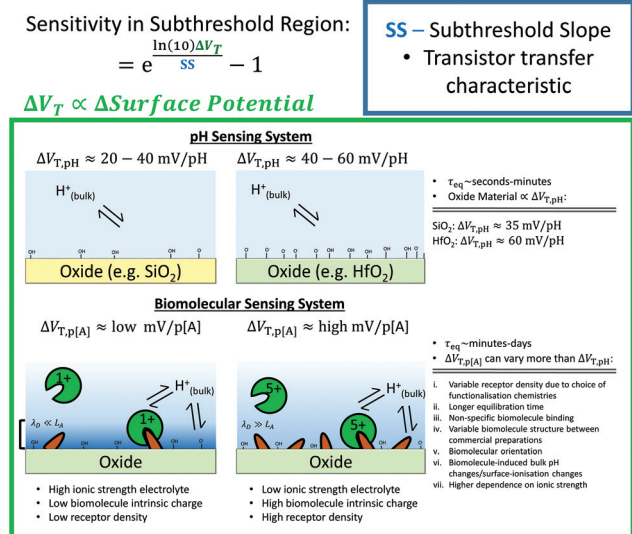 Sensitivity in Subthreshold Region:
= e^(ln(10)ΔV_T / SS) − 1
ΔV_T ∝ ΔSurface Potential
SS – Subthreshold Slope
• Transistor transfer
characteristic
pH Sensing System
ΔV_T,pH ≈ 20 − 40 mV/pH
ΔV_T,pH ≈ 40 − 60 mV/pH
H⁺(bulk)
H⁺(bulk)
OH OH OH O⁻ O⁻
Oxide (e.g. SiO₂)
Oxide (e.g. HfO₂)
• τ_eq~seconds-minutes
• Oxide Material ∝ ΔV_T,pH:
SiO₂: ΔV_T,pH ≈ 35 mV/pH
HfO₂: ΔV_T,pH ≈ 60 mV/pH
Biomolecular Sensing System
ΔV_T,p[A] ≈ low mV/p[A]
ΔV_T,p[A] ≈ high mV/p[A]
1+
H⁺(bulk)
λ_D ≪ L_A
1+
Oxide
5+
H⁺(bulk)
λ_D ≫ L_A
5+
Oxide
• High ionic strength electrolyte
• Low biomolecule intrinsic charge
• Low receptor density
• Low ionic strength electrolyte
• High biomolecule intrinsic charge
• High receptor density
• τ_eq~minutes-days
• ΔV_T,p[A] can vary more than ΔV_T,pH:
i. Variable receptor density due to choice of
functionalisation chemistries
ii. Longer equilibration time
iii. Non-specific biomolecule binding
iv. Variable biomolecule structure between
commercial preparations
v. Biomolecular orientation
vi. Biomolecule-induced bulk pH
changes/surface-ionisation changes
vii. Higher dependence on ionic strength